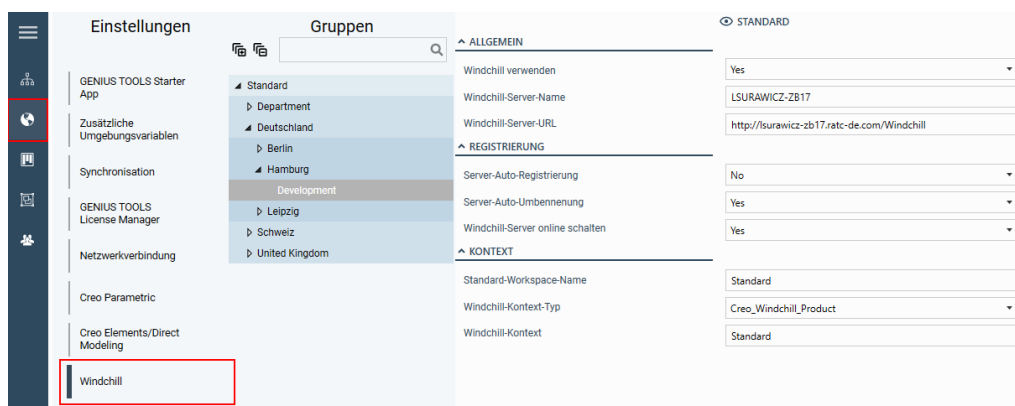 Einstellungen
GENIUS TOOLS Starter
App
Zusätzliche
Umgebungsvariablen
Synchronisation
GENIUS TOOLS
License Manager
Netzwerkverbindung
Creo Parametric
Creo Elements/Direct
Modeling
Windchill
Gruppen
Standard
Department
Deutschland
Berlin
Hamburg
Development
Leipzig
Schweiz
United Kingdom
STANDARD
ALLGEMEIN
Windchill verwenden Yes
Windchill-Server-Name LSURAWICZ-ZB17
Windchill-Server-URL http://lsurawicz-zb17.ratc-de.com/Windchill
REGISTRIERUNG
Server-Auto-Registrierung No
Server-Auto-Umbennenung Yes
Windchill-Server online schalten Yes
KONTEXT
Standard-Workspace-Name Standard
Windchill-Kontext-Typ Creo_Windchill_Product
Windchill-Kontext Standard